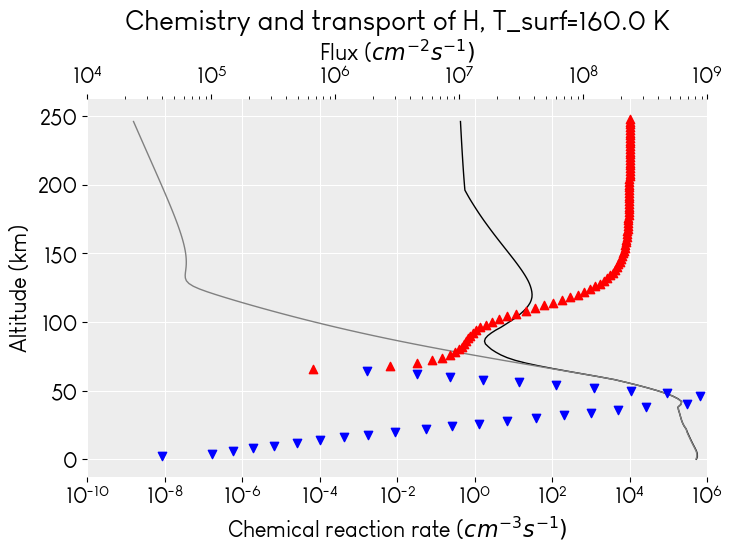 Chemistry and transport of H, T_surf=160.0 K
Flux (cm⁻²s⁻¹)
10⁴ 10⁵ 10⁶ 10⁷ 10⁸ 10⁹
250
200
150
100
50
0
Altitude (km)
10⁻¹⁰ 10⁻⁸ 10⁻⁶ 10⁻⁴ 10⁻² 10⁰ 10² 10⁴ 10⁶
Chemical reaction rate (cm⁻³s⁻¹)